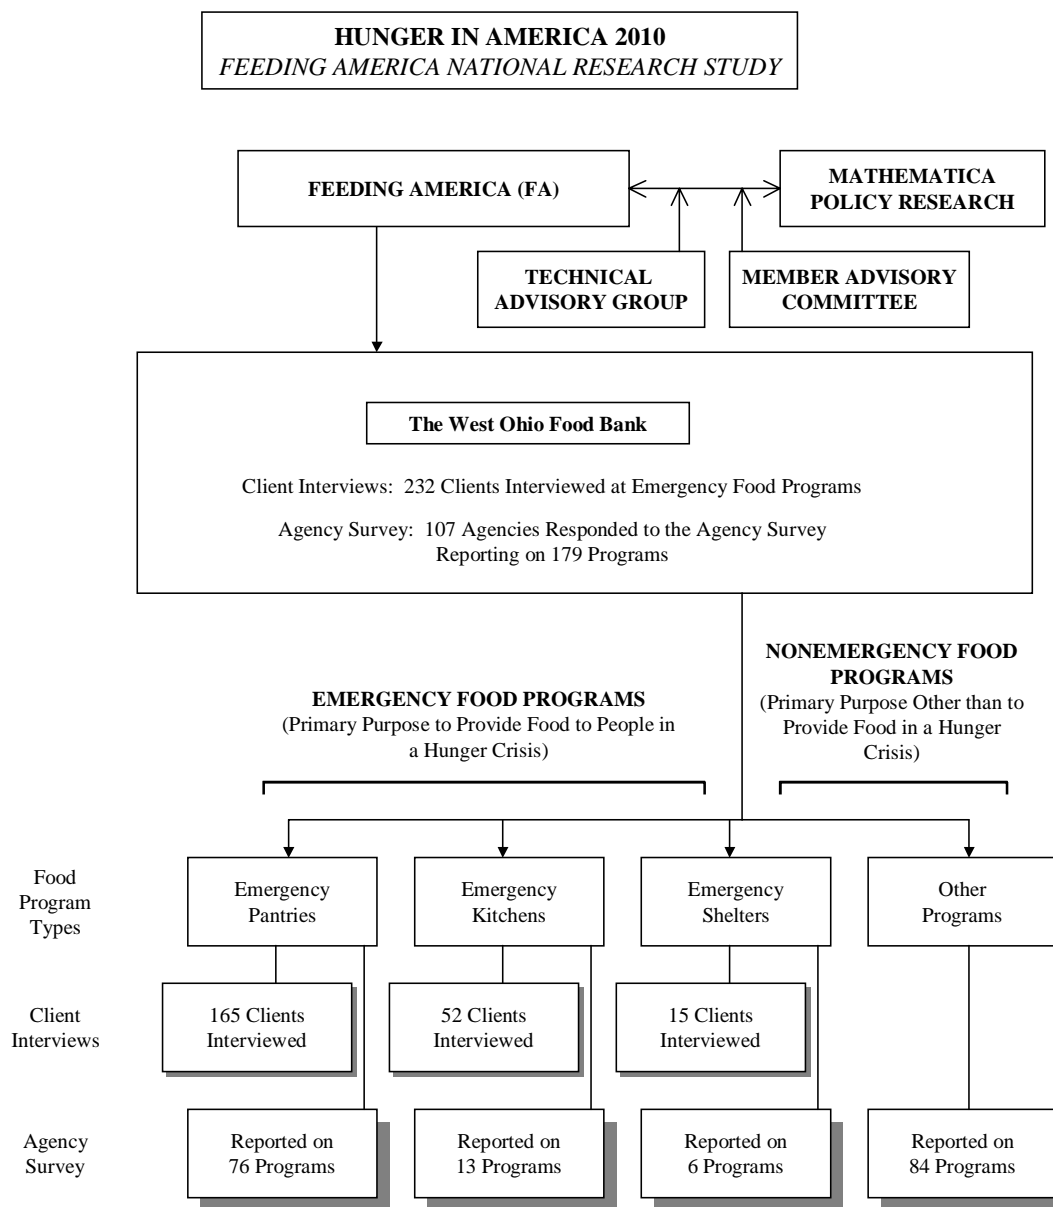 HUNGER IN AMERICA 2010
FEEDING AMERICA NATIONAL RESEARCH STUDY
FEEDING AMERICA (FA)
MATHEMATICA
POLICY RESEARCH
TECHNICAL
ADVISORY GROUP
MEMBER ADVISORY
COMMITTEE
The West Ohio Food Bank
Client Interviews: 232 Clients Interviewed at Emergency Food Programs
Agency Survey: 107 Agencies Responded to the Agency Survey
Reporting on 179 Programs
EMERGENCY FOOD PROGRAMS
(Primary Purpose to Provide Food to People in
a Hunger Crisis)
NONEMERGENCY FOOD
PROGRAMS
(Primary Purpose Other than to
Provide Food in a Hunger
Crisis)
Food
Program
Types
Emergency
Pantries
Emergency
Kitchens
Emergency
Shelters
Other
Programs
Client
Interviews
165 Clients
Interviewed
52 Clients
Interviewed
15 Clients
Interviewed
Agency
Survey
Reported on
76 Programs
Reported on
13 Programs
Reported on
6 Programs
Reported on
84 Programs